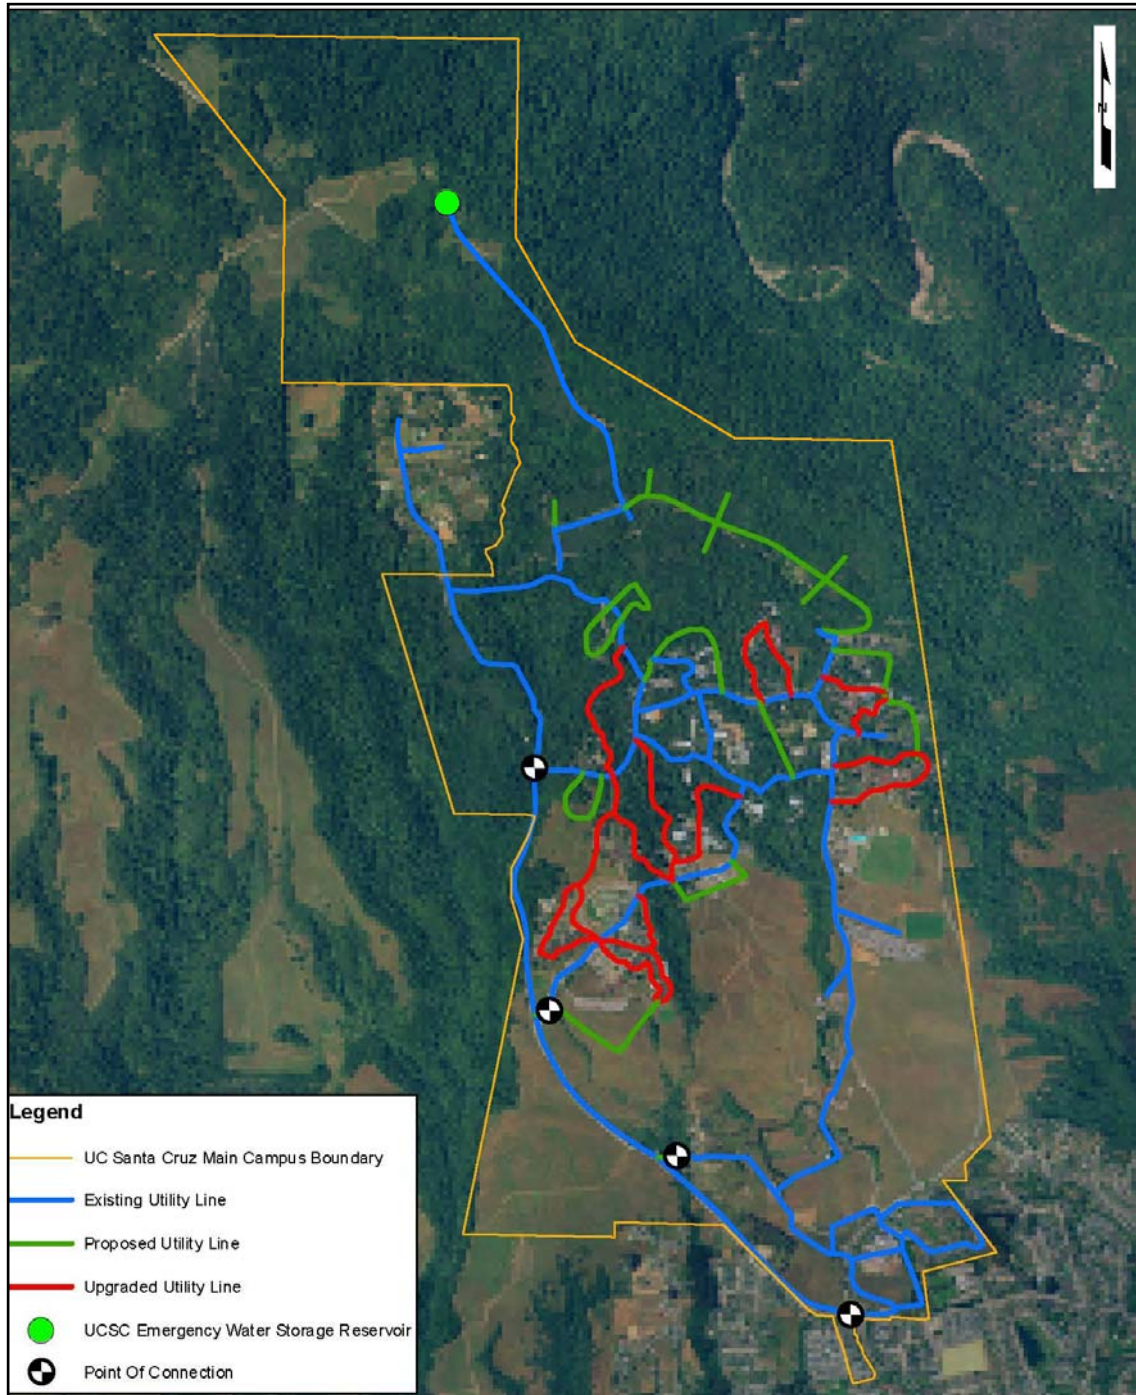 N
Legend
UC Santa Cruz Main Campus Boundary
Existing Utility Line
Proposed Utility Line
Upgraded Utility Line
UCSC Emergency Water Storage Reservoir
Point Of Connection